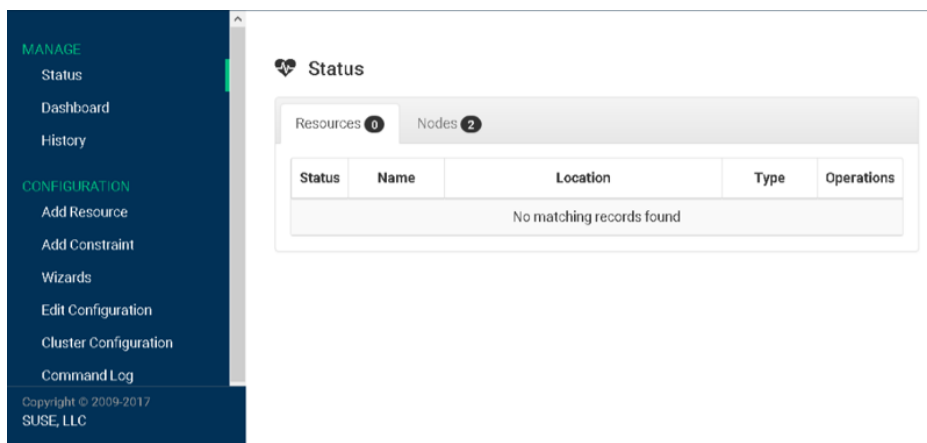 MANAGE
Status
Dashboard
History
CONFIGURATION
Add Resource
Add Constraint
Wizards
Edit Configuration
Cluster Configuration
Command Log
Copyright © 2009-2017
SUSE, LLC
Status
Resources 0 Nodes 2
Status Name Location Type Operations
No matching records found